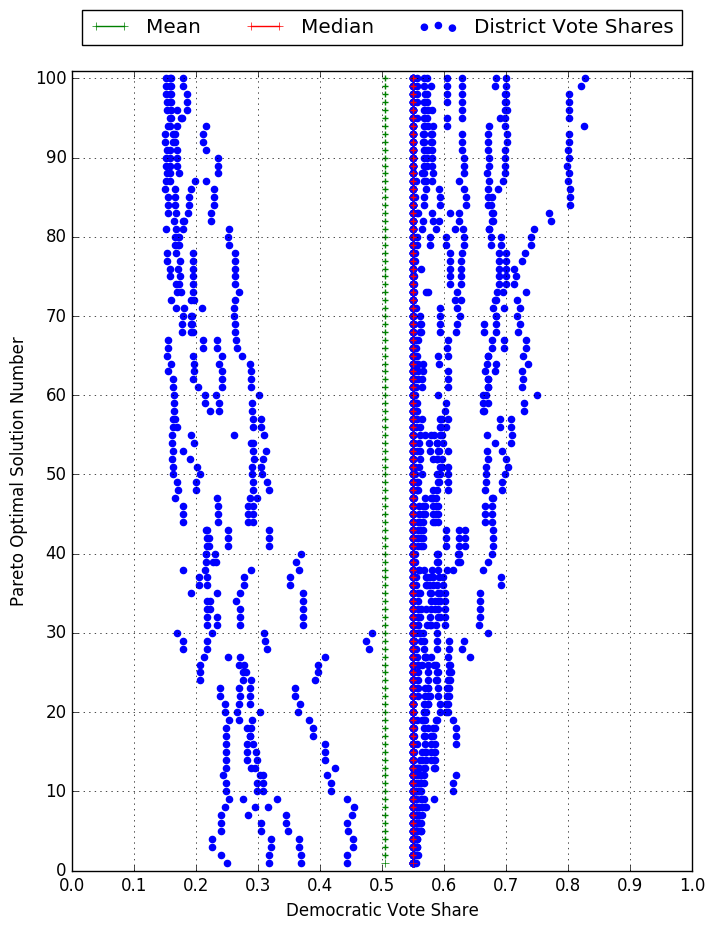 Mean Median District Vote Shares
100
90
80
70
60
50
40
30
20
10
0
Pareto Optimal Solution Number
0.0 0.1 0.2 0.3 0.4 0.5 0.6 0.7 0.8 0.9 1.0
Democratic Vote Share